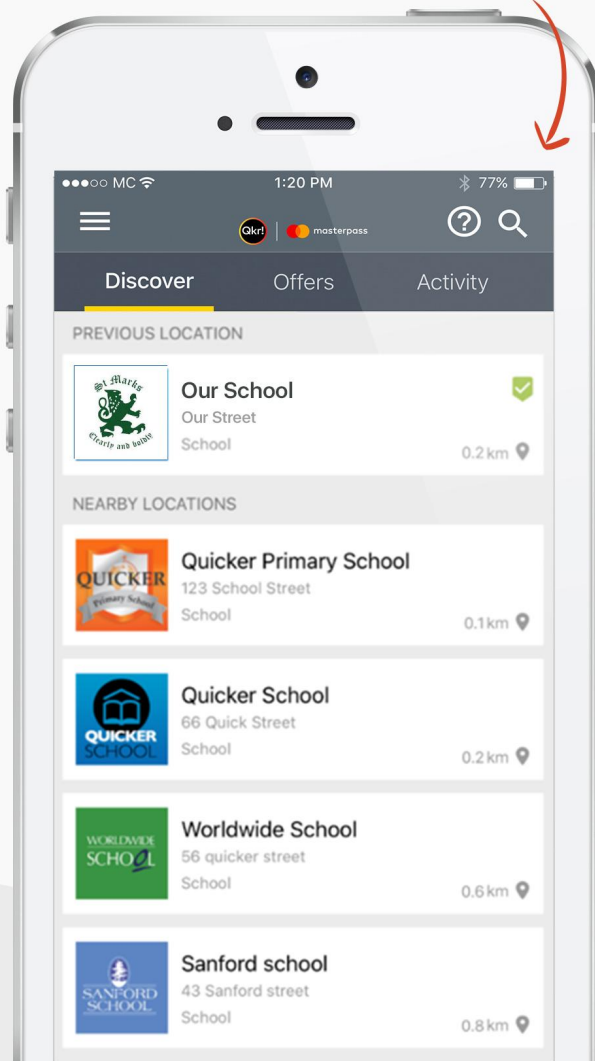 MC 1:20 PM 77%
Qkr! masterpass
Discover Offers Activity
PREVIOUS LOCATION
St Marks
Clearly and boldly
Our School
Our Street
School
0.2 km
NEARBY LOCATIONS
QUICKER
Primary School
Quicker Primary School
123 School Street
School
0.1 km
QUICKER
SCHOOL
Quicker School
66 Quick Street
School
0.2 km
WORLDWIDE
SCHOOL
Worldwide School
56 quicker street
School
0.6 km
SANFORD
SCHOOL
Sanford school
43 Sanford street
School
0.8 km